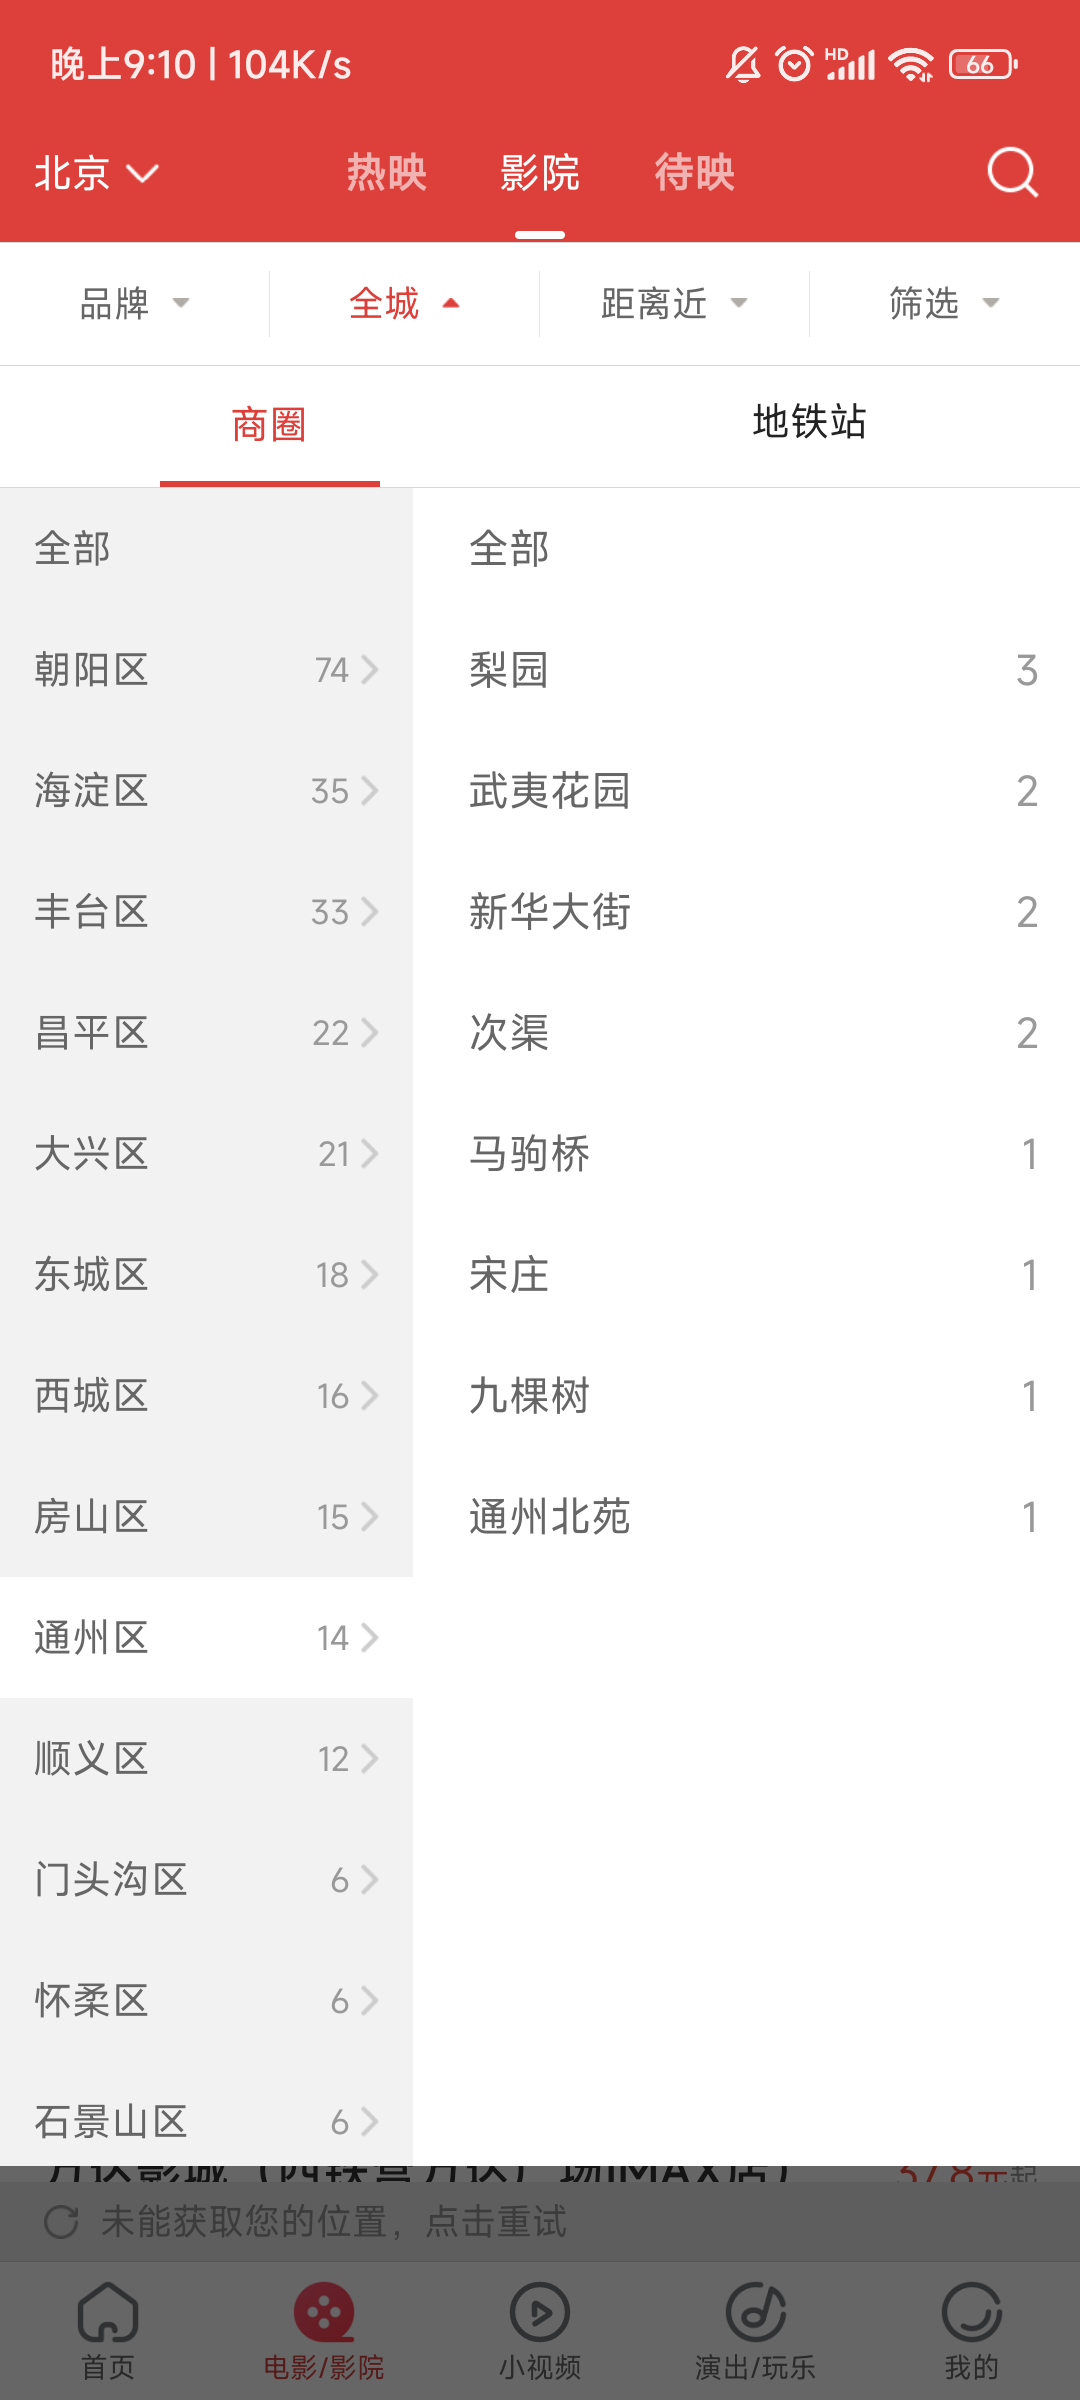 晚上9:10 | 104K/s HD 66
北京 热映 影院 待映
品牌 全城 距离近 筛选
商圈 地铁站
全部 全部
朝阳区 74 梨园 3
海淀区 35 武夷花园 2
丰台区 33 新华大街 2
昌平区 22 次渠 2
大兴区 21 马驹桥 1
东城区 18 宋庄 1
西城区 16 九棵树 1
房山区 15 通州北苑 1
通州区 14
顺义区 12
门头沟区 6
怀柔区 6
石景山区 6
未能获取您的位置，点击重试
首页 电影/影院 小视频 演出/玩乐 我的